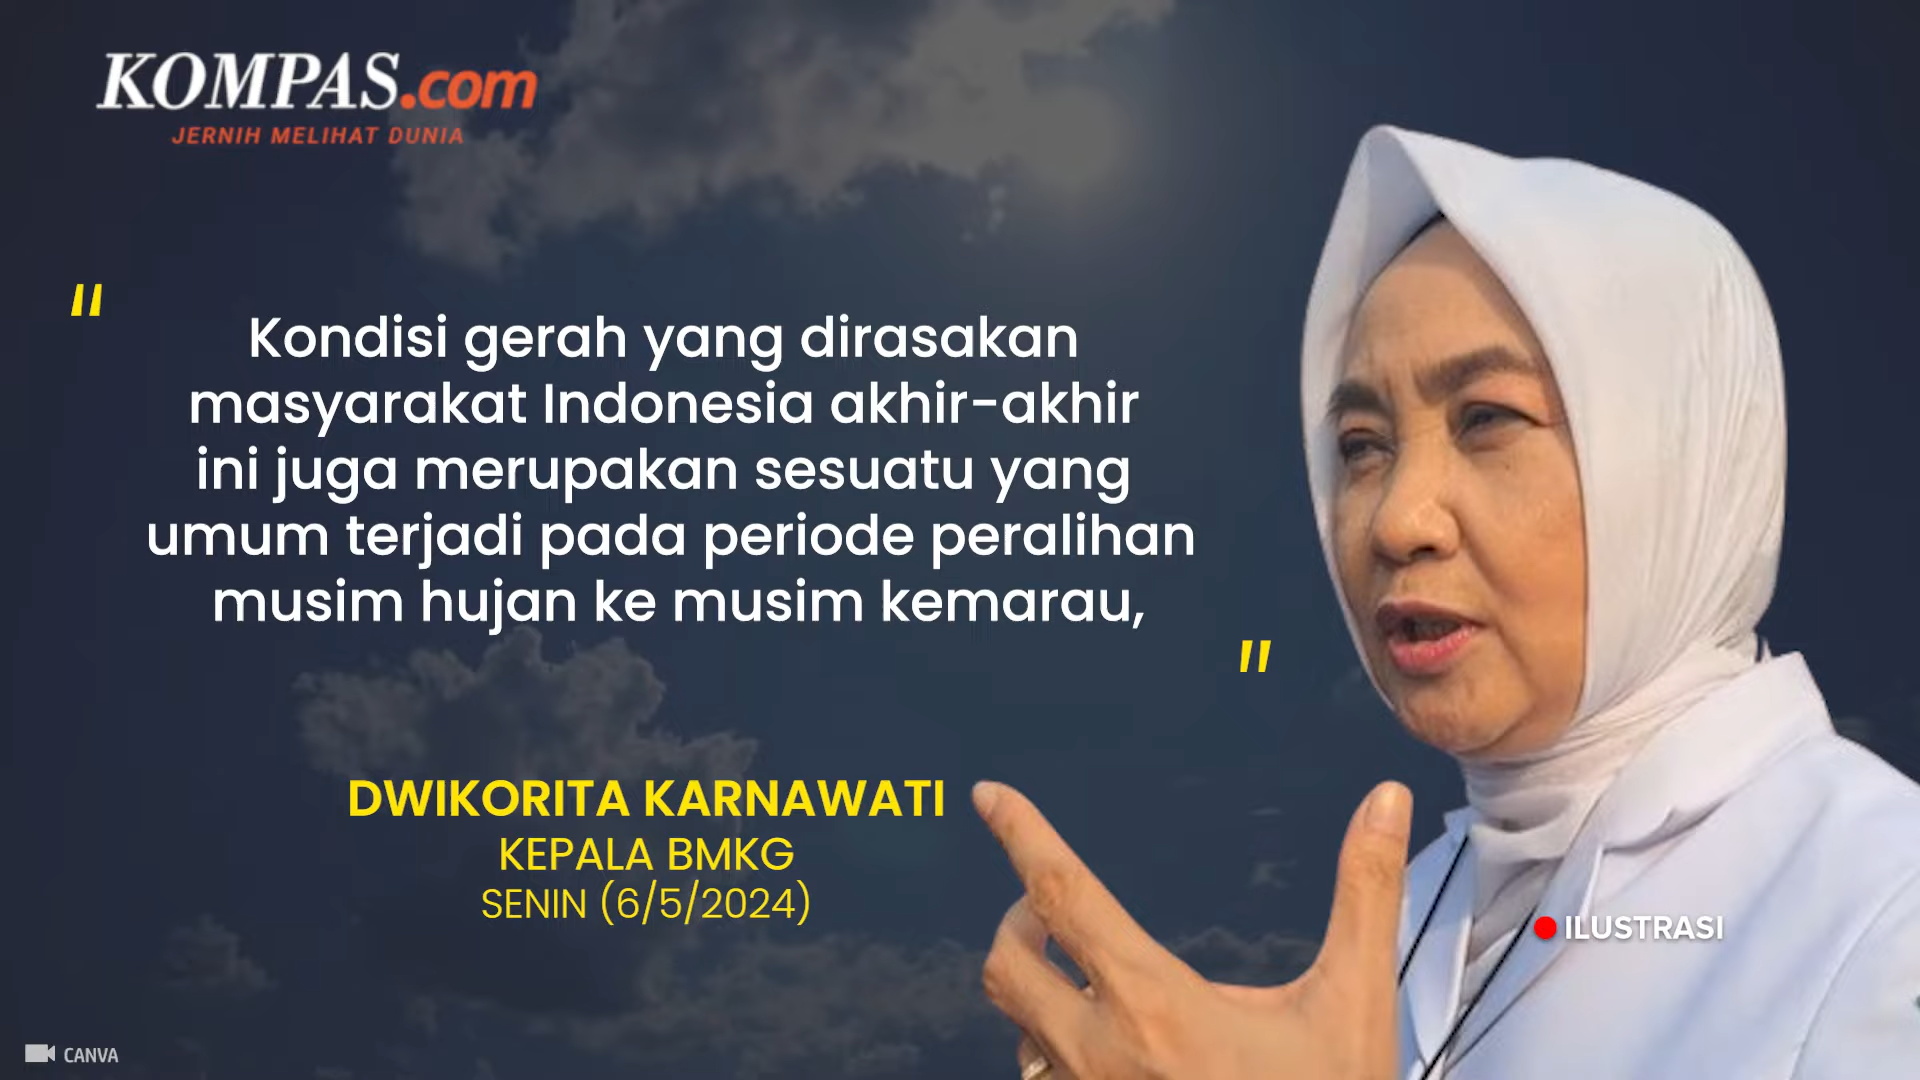 KOMPAS.com
JERNIH MELIHAT DUNIA
"
Kondisi gerah yang dirasakan
masyarakat Indonesia akhir-akhir
ini juga merupakan sesuatu yang
umum terjadi pada periode peralihan
musim hujan ke musim kemarau,
"
DWIKORITA KARNAWATI
KEPALA BMKG
SENIN (6/5/2024)
ILUSTRASI
CANVA